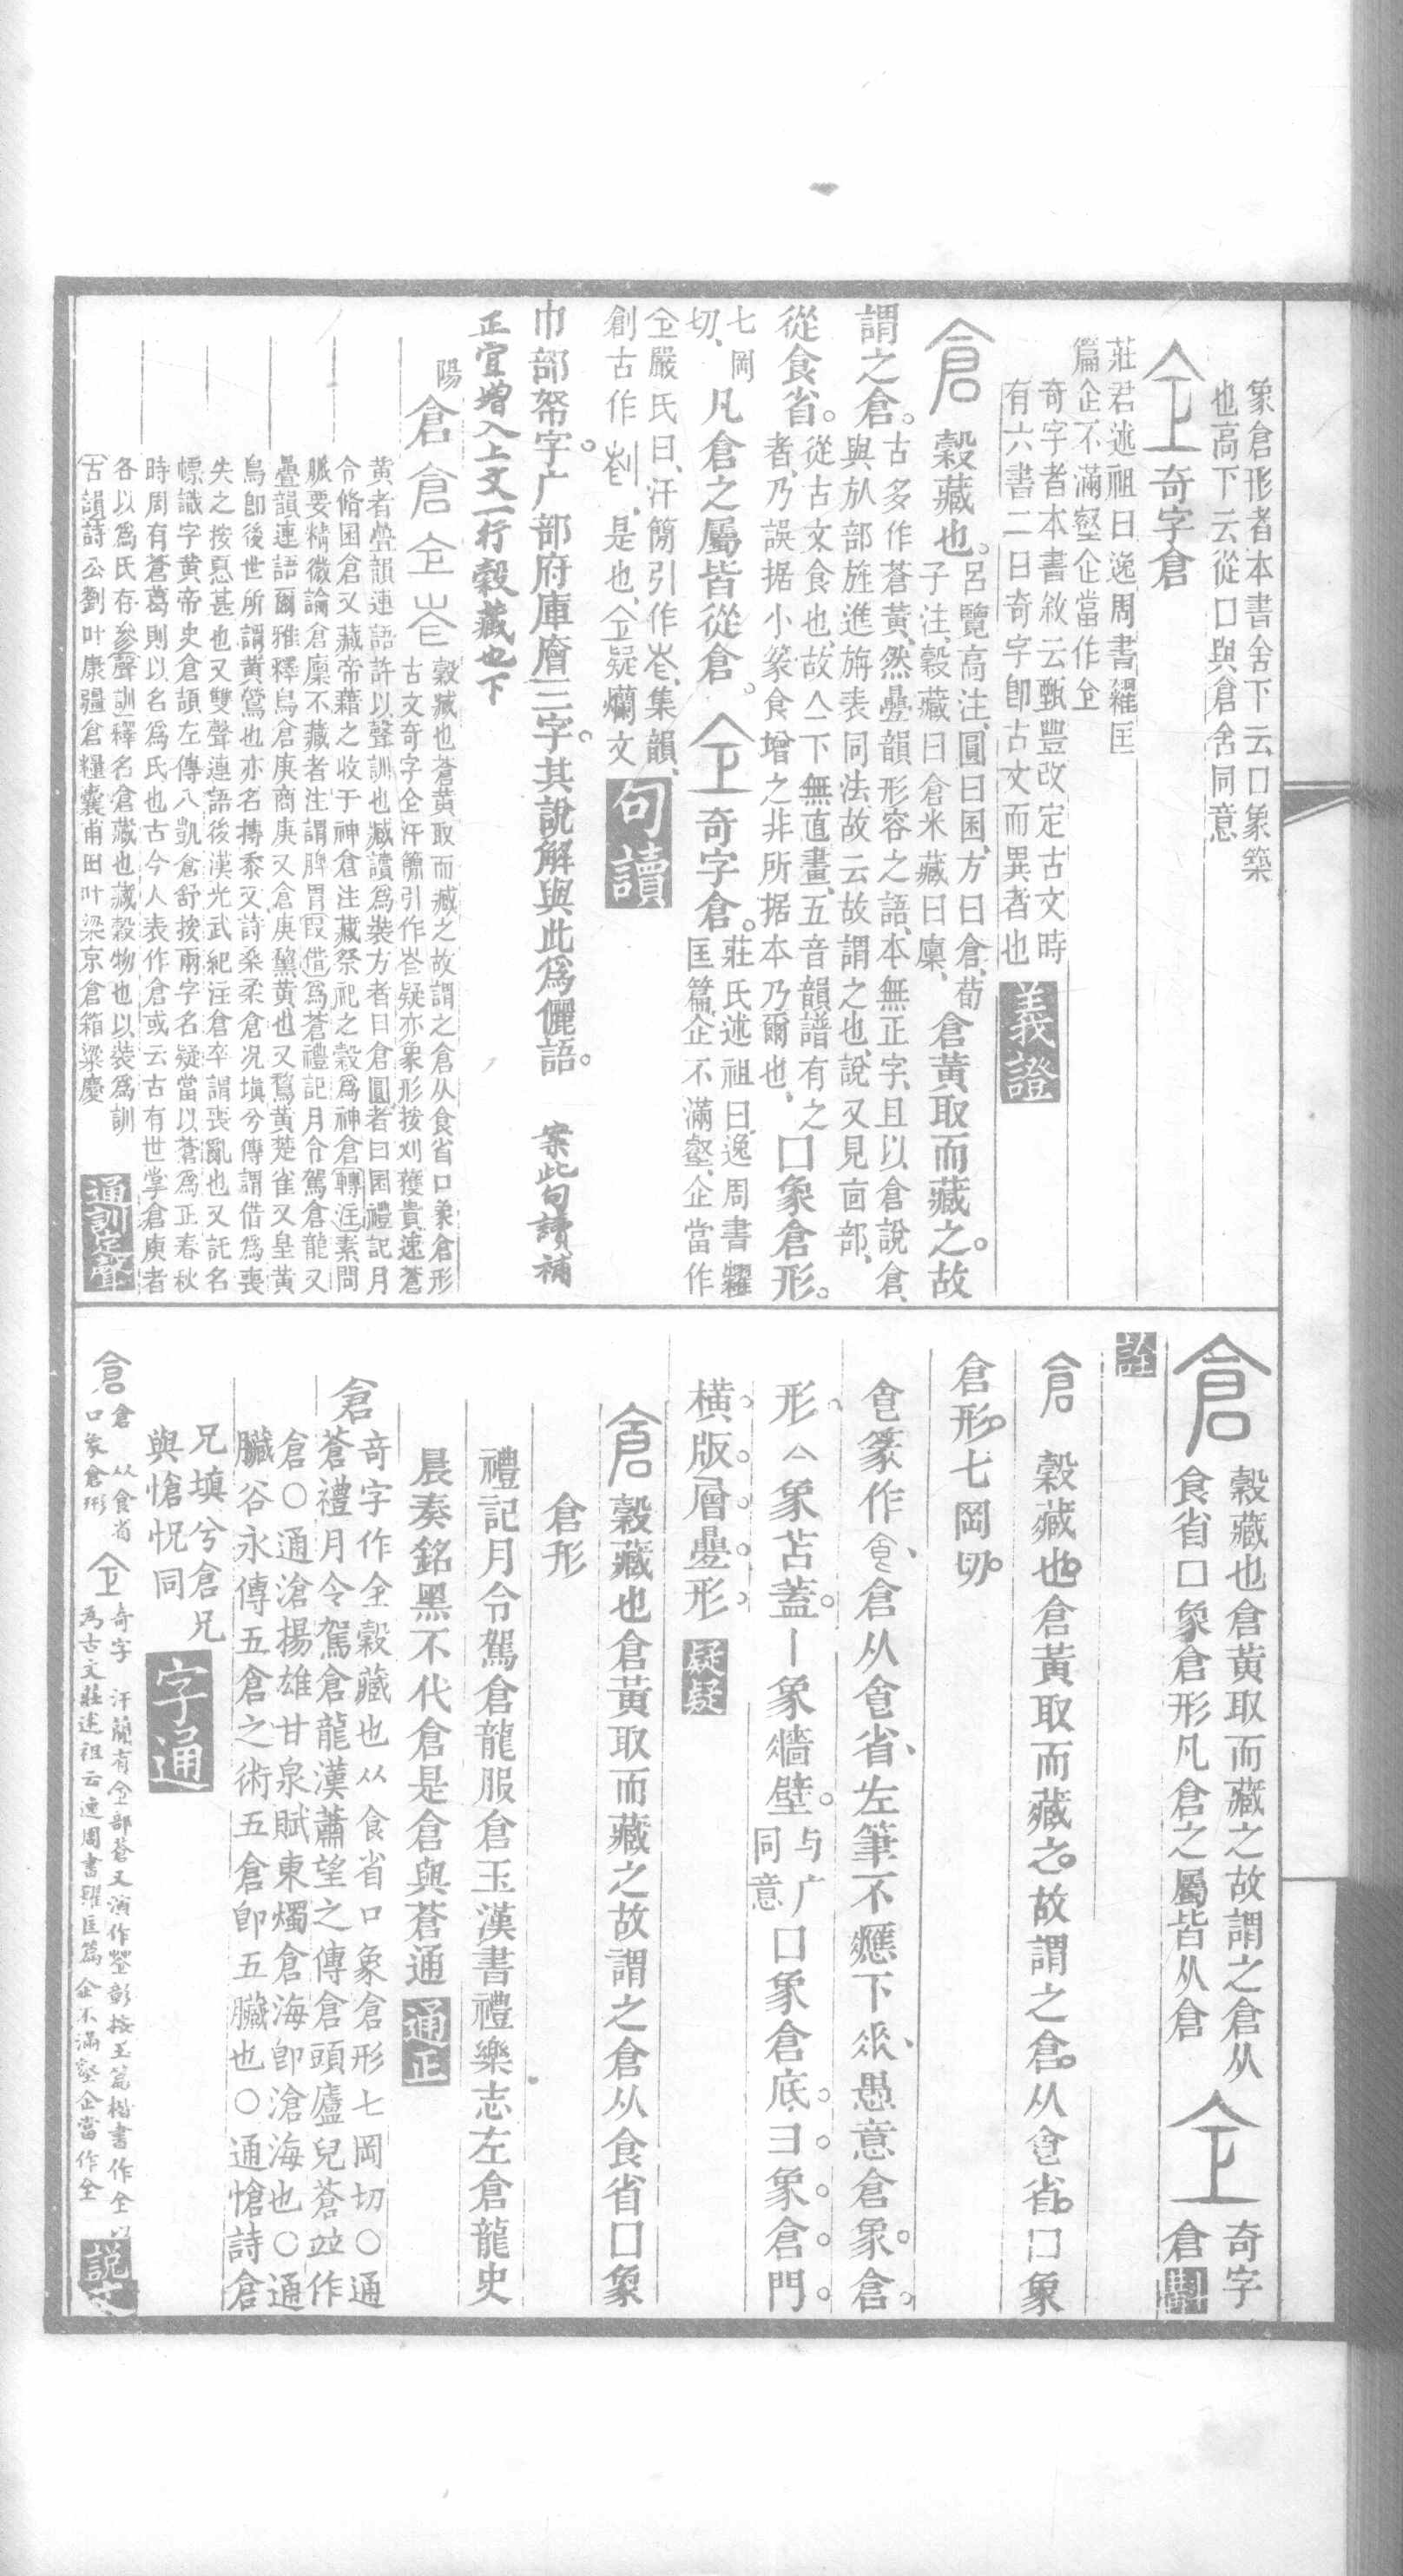 象倉形者本書舍下云口象築
也高下云從口與倉舍同意
仺奇字倉
莊君述祖曰逸周書糴匡
篇企不滿壑企當作仺
奇字者本書敘云甄豐改定古文時
有六書二曰奇字卽古文而異者也
義證
倉
穀藏也。
呂覽高注、圓曰囷、方曰倉、荀
子注、穀藏曰倉、米藏曰廩、
倉黃取而藏之。故
謂之倉。
古多作蒼黃、然㬪韻形容之語、本無正字、且以倉說倉、
與㫃部旌進旃表同法、故云故謂之也、說又見㐭部、
從食省。
從古文食也、故亼下無直畫、五音韻譜有之
者、乃誤据小篆食增之、非所据本乃爾也、
口象倉形。
七岡
切、
凡倉之屬皆從倉。
仺奇字倉。
莊氏述祖曰、逸周書糴
匡篇、企不滿壑、企當作
仺嚴氏曰、汗簡引作、集韻、
創古作、是也、仺疑爛文
句讀
巾部帑字。广部府庫廥三字。其說解與此爲儷語。
案此句讀補
正宜增入上文一行穀藏也下
陽
倉倉仺
穀臧也蒼黃取而臧之故謂之倉从食省口象倉形
古文奇字仝汗簡引作疑亦象形按刈穫貴速蒼
黃者疊韻連語許以聲訓也臧讀爲裝方者曰倉圓者曰囷禮記月
令脩囷倉又藏帝藉之收于神倉注藏祭祀之穀爲神倉轉注素問
脈要精微論倉廩不藏者注謂脾胃叚借爲蒼禮記月令駕倉龍又
疊韻連語爾雅釋鳥倉庚商庚又倉庚黧黃也又鵹黃楚雀又皇黃
鳥卽後世所謂黃鶯也亦名摶黍又詩桑柔倉況塡兮傳謂借爲喪
失之按㤙甚也又雙聲連語後漢光武紀注倉卒謂喪亂也又託名
幖識字黃帝史倉頡左傳八凱倉舒按兩字名疑當以蒼爲正春秋
時周有蒼葛則以名爲氏也古今人表作倉或云古有世掌倉庾者
各以爲氏存參聲訓釋名倉藏也藏穀物也以裝爲訓
古韻詩公劉叶康疆倉糧囊甫田叶梁京倉箱粱慶
通訓定聲
倉
穀藏也倉黃取而藏之故謂之倉从
食省口象倉形凡倉之屬皆从倉
仺
奇字
倉
斠
詮
倉 穀藏也。倉黃取而藏之。故謂之倉。从食省。口象
倉形。七岡切。
食篆作、倉从食省、左筆不應下、愚意倉象。倉。
形。亼象苫蓋。丨象牆壁。
与广
同意
口象倉底。彐象倉門
橫版層㬪形。
疑疑
倉穀藏也倉黃取而藏之故謂之倉从食省口象
倉形
禮記月令駕倉龍服倉玉漢書禮樂志左倉龍史
晨奏銘黑不代倉是倉與蒼通
通正
倉
奇字作仝穀藏也从食省口象倉形七岡切○通
蒼禮月令駕倉龍漢蕭望之傳倉頭廬兒蒼竝作
倉○通滄揚雄甘泉賦東燭倉海卽滄海也○通
臟谷永傳五倉之術五倉卽五臟也○通愴詩倉
兄填兮倉兄
與愴怳同
字通
倉
倉 从食省
口象倉形
仺
奇字 汗簡有仺部蒼又演作彰按玉篇楷書作仝
爲古文莊述祖云逸周書糴匡篇企不滿壑企當作仝
說文